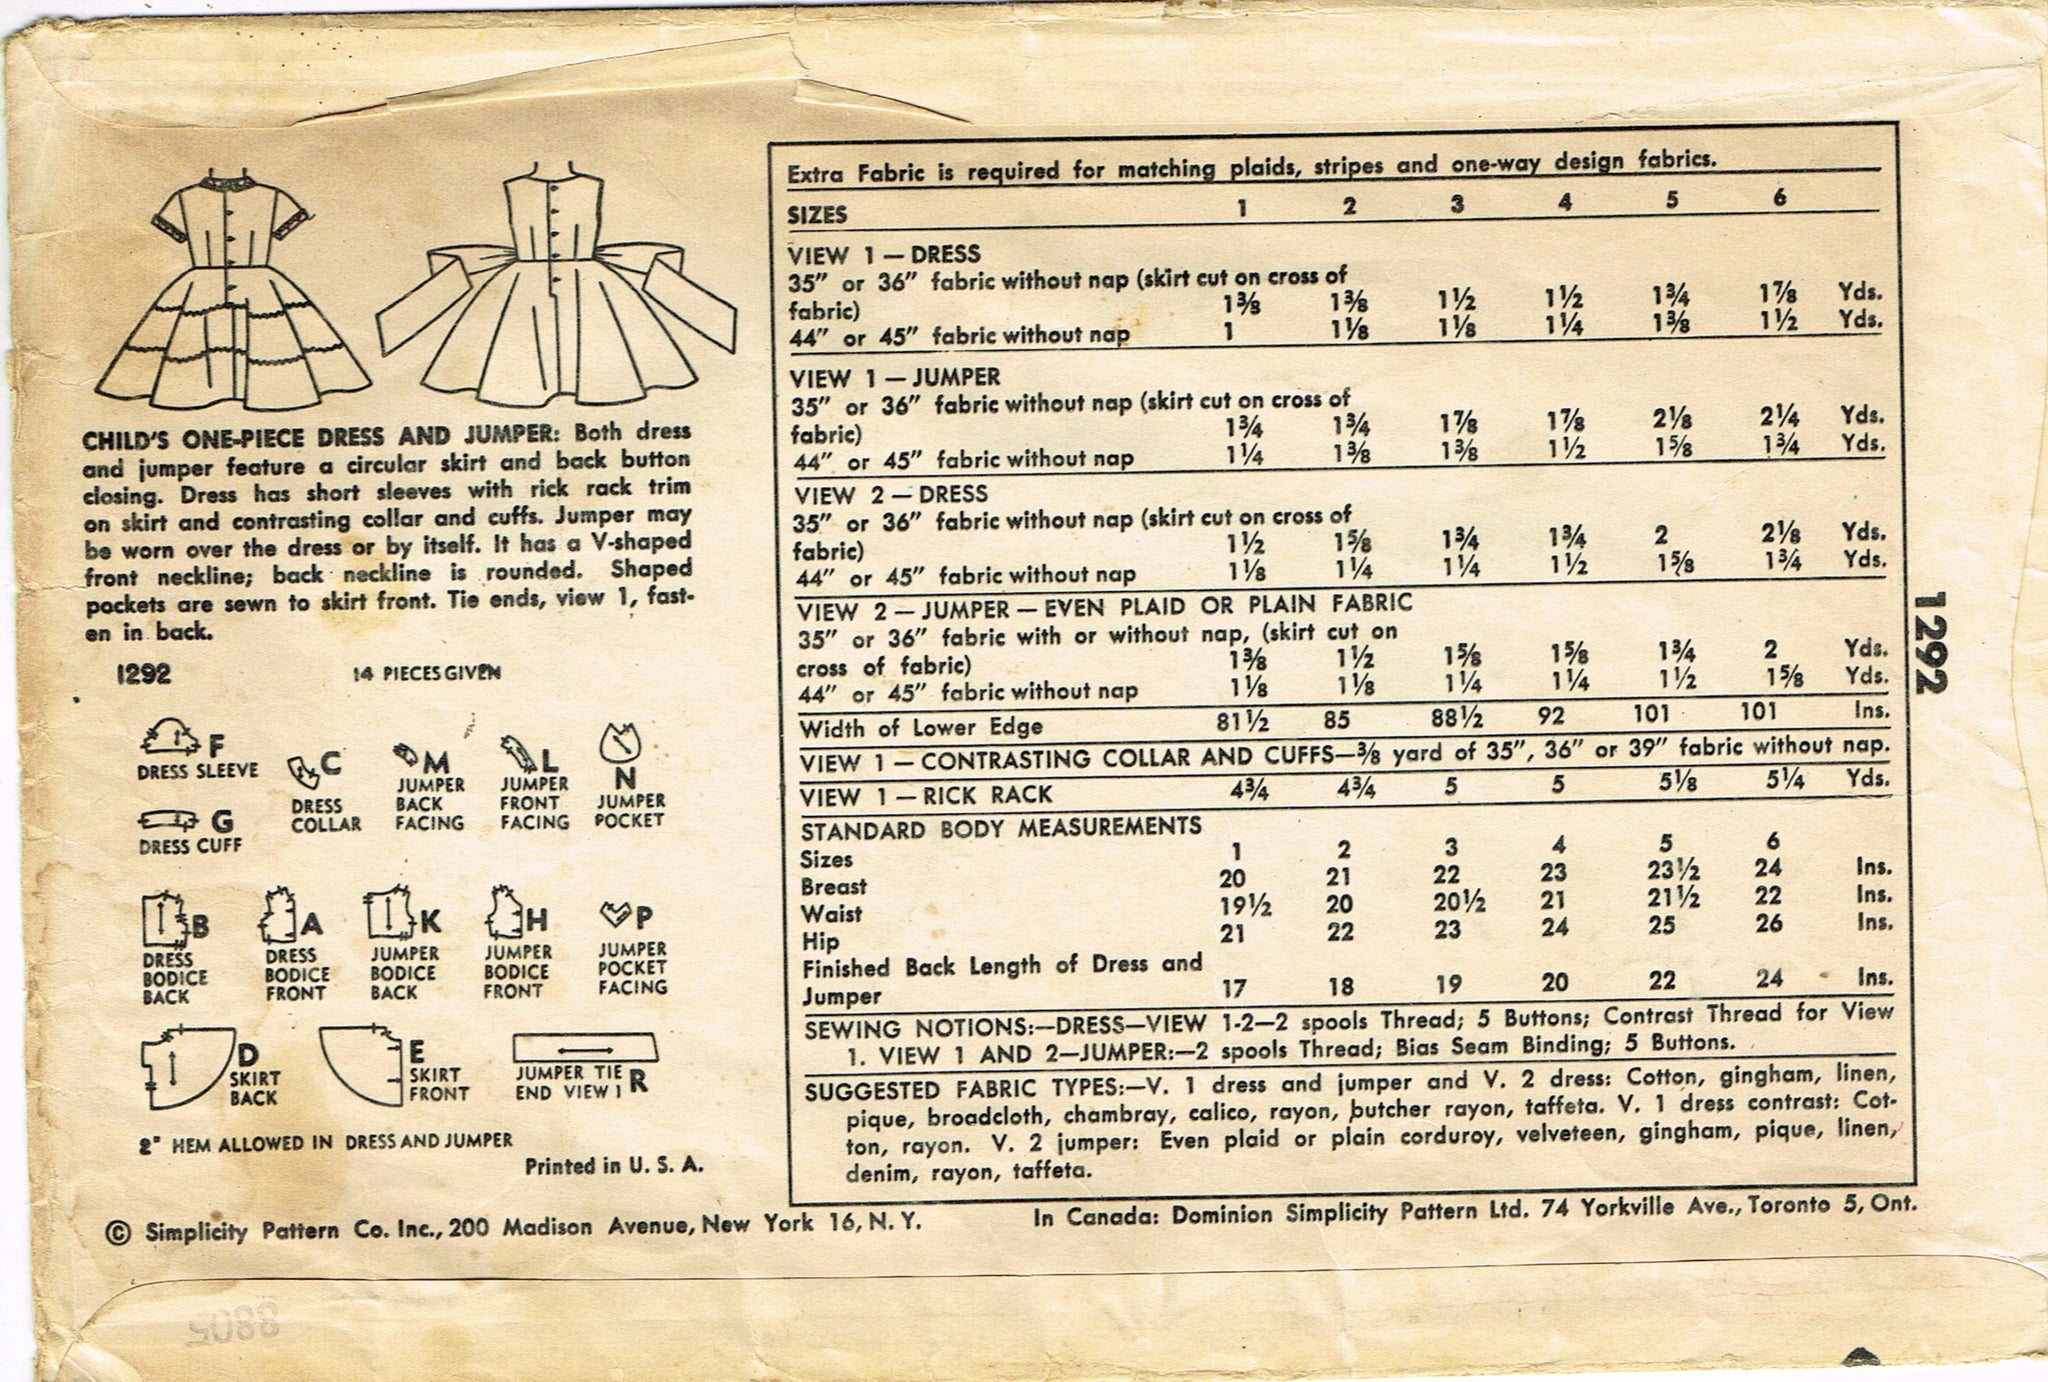 CHILD'S ONE-PIECE DRESS AND JUMPER: Both dress
and jumper feature a circular skirt and back button
closing. Dress has short sleeves with rick rack trim
on skirt and contrasting collar and cuffs. Jumper may
be worn over the dress or by itself. It has a V-shaped
front neckline; back neckline is rounded. Shaped
pockets are sewn to skirt front. Tie ends, view 1, fast-
en in back.
1292 14 PIECES GIVEN
F
DRESS SLEEVE
C
DRESS
COLLAR
M
JUMPER
BACK
FACING
L
JUMPER
FRONT
FACING
N
JUMPER
POCKET
G
DRESS CUFF
B
DRESS
BODICE
BACK
A
DRESS
BODICE
FRONT
K
JUMPER
BODICE
BACK
H
JUMPER
BODICE
FRONT
P
JUMPER
POCKET
FACING
D
SKIRT
BACK
E
SKIRT
FRONT
JUMPER TIE
END VIEW 1 R
2" HEM ALLOWED IN DRESS AND JUMPER
Printed in U. S. A.
Extra Fabric is required for matching plaids, stripes and one-way design fabrics.
SIZES 1 2 3 4 5 6
VIEW 1 — DRESS
35" or 36" fabric without nap (skirt cut on cross of
fabric) 1⅜ 1⅜ 1½ 1½ 1¾ 1⅞ Yds.
44" or 45" fabric without nap 1 1⅛ 1⅛ 1¼ 1⅜ 1½ Yds.
VIEW 1 — JUMPER
35" or 36" fabric without nap (skirt cut on cross of
fabric) 1¾ 1¾ 1⅞ 1⅞ 2⅛ 2¼ Yds.
44" or 45" fabric without nap 1¼ 1⅜ 1⅜ 1½ 1⅝ 1¾ Yds.
VIEW 2 — DRESS
35" or 36" fabric without nap (skirt cut on cross of
fabric) 1½ 1⅝ 1¾ 1¾ 2 2⅛ Yds.
44" or 45" fabric without nap 1⅛ 1¼ 1¼ 1½ 1⅝ 1¾ Yds.
VIEW 2 — JUMPER — EVEN PLAID OR PLAIN FABRIC
35" or 36" fabric with or without nap, (skirt cut on
cross of fabric) 1⅜ 1½ 1⅝ 1⅝ 1¾ 2 Yds.
44" or 45" fabric without nap 1⅛ 1⅛ 1¼ 1¼ 1½ 1⅝ Yds.
Width of Lower Edge 81½ 85 88½ 92 101 101 Ins.
VIEW 1 — CONTRASTING COLLAR AND CUFFS—⅜ yard of 35", 36" or 39" fabric without nap.
VIEW 1 — RICK RACK 4¾ 4¾ 5 5 5⅛ 5¼ Yds.
STANDARD BODY MEASUREMENTS
Sizes 1 2 3 4 5 6
Breast 20 21 22 23 23½ 24 Ins.
Waist 19½ 20 20½ 21 21½ 22 Ins.
Hip 21 22 23 24 25 26 Ins.
Finished Back Length of Dress and
Jumper 17 18 19 20 22 24 Ins.
SEWING NOTIONS:—DRESS—VIEW 1-2—2 spools Thread; 5 Buttons; Contrast Thread for View
1. VIEW 1 AND 2—JUMPER:—2 spools Thread; Bias Seam Binding; 5 Buttons.
SUGGESTED FABRIC TYPES:—V. 1 dress and jumper and V. 2 dress: Cotton, gingham, linen,
pique, broadcloth, chambray, calico, rayon, butcher rayon, taffeta. V. 1 dress contrast: Cot-
ton, rayon. V. 2 jumper: Even plaid or plain corduroy, velveteen, gingham, pique, linen,
denim, rayon, taffeta.
1292
© Simplicity Pattern Co. Inc., 200 Madison Avenue, New York 16, N. Y.
In Canada: Dominion Simplicity Pattern Ltd. 74 Yorkville Ave., Toronto 5, Ont.